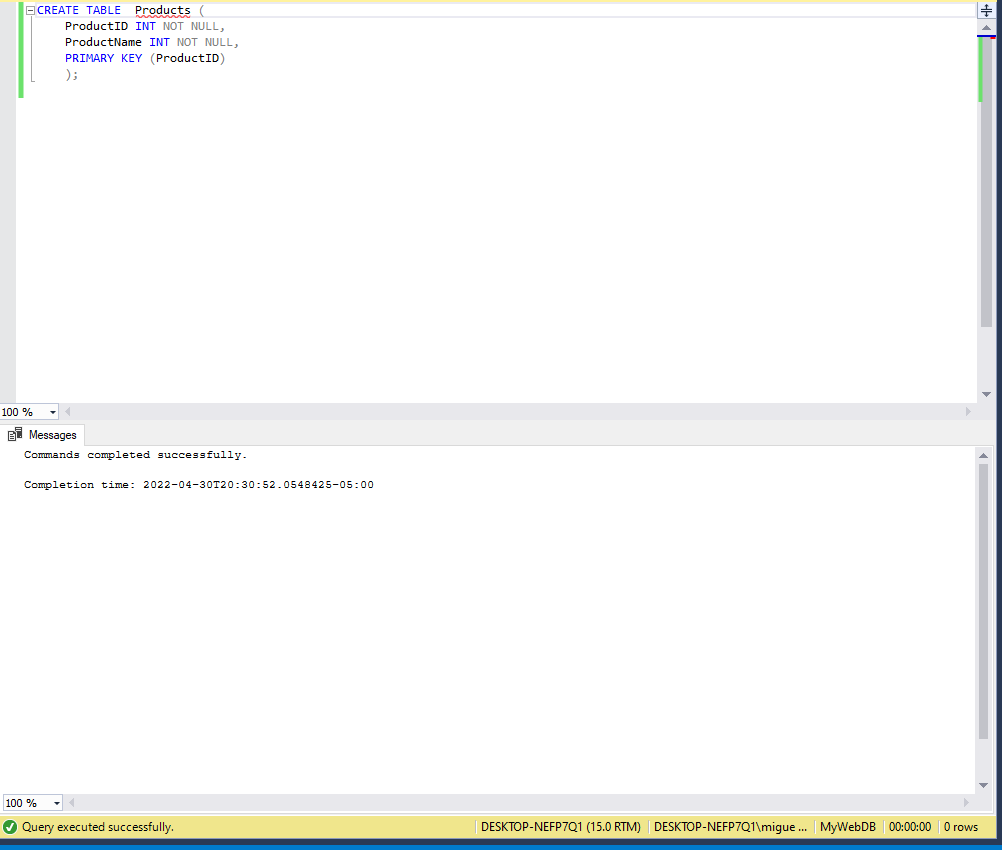 CREATE TABLE  Products (
    ProductID INT NOT NULL,
    ProductName INT NOT NULL,
    PRIMARY KEY (ProductID)
    );
100 %
Messages
Commands completed successfully.
Completion time: 2022-04-30T20:30:52.0548425-05:00
100 %
Query executed successfully. DESKTOP-NEFP7Q1 (15.0 RTM) DESKTOP-NEFP7Q1\migue ... MyWebDB 00:00:00 0 rows